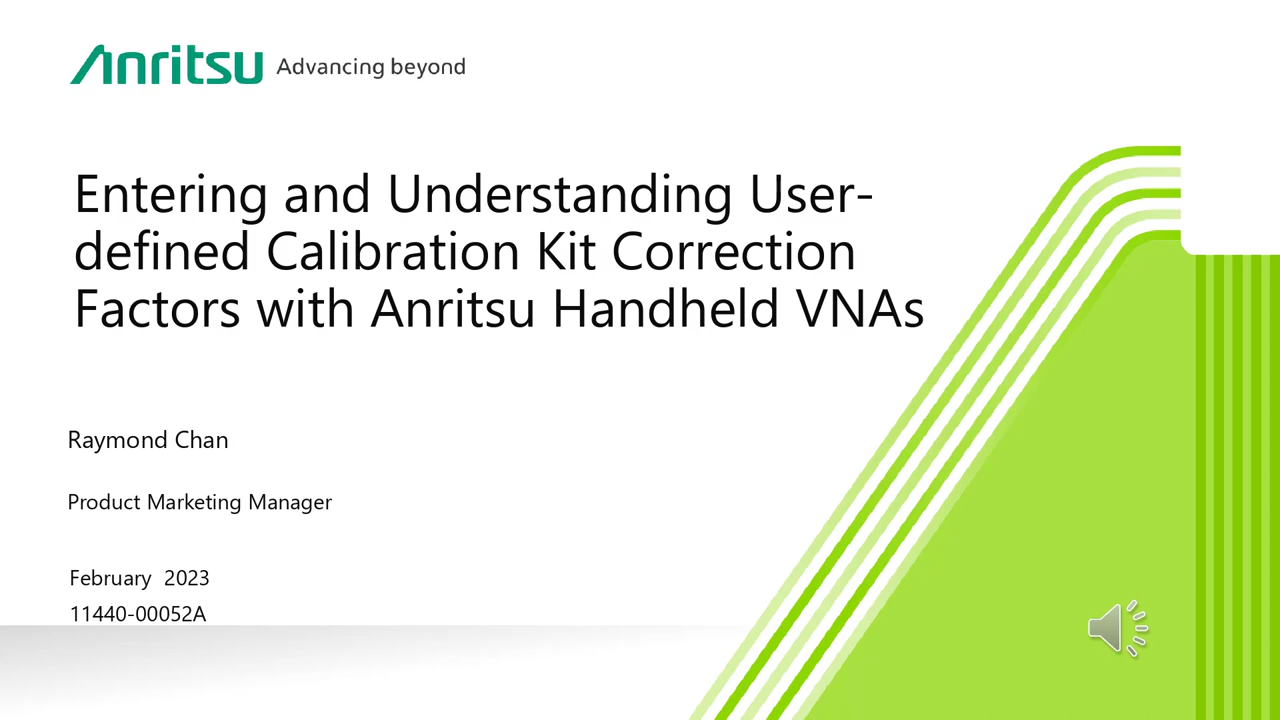 Anritsu Advancing beyond
Entering and Understanding User-
defined Calibration Kit Correction
Factors with Anritsu Handheld VNAs
Raymond Chan
Product Marketing Manager
February 2023
11440-00052A